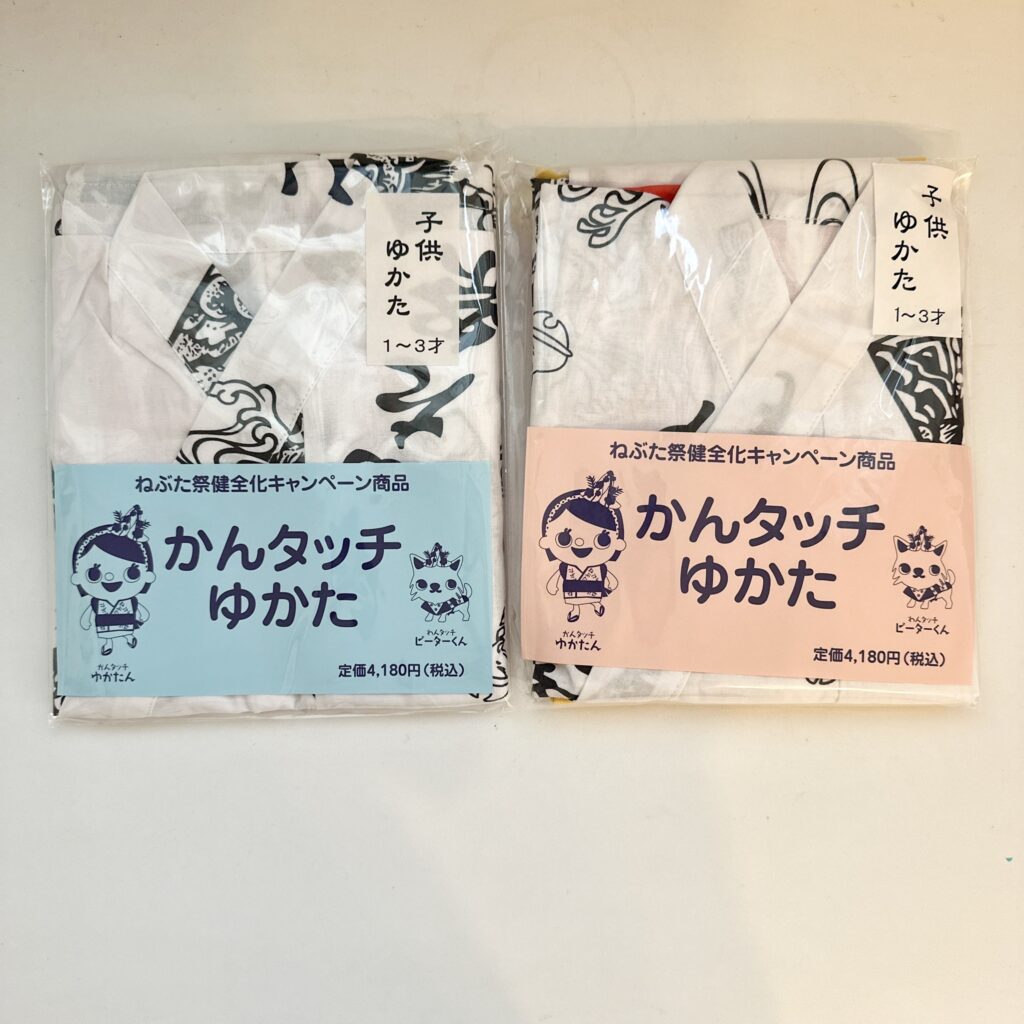 子供
ゆかた
1〜3才
ねぶた祭健全化キャンペーン商品
かんタッチ
ゆかた
かんタッチ
ゆかたん
わんタッチ
ピーターくん
定価4,180円(税込)
子供
ゆかた
1〜3才
ねぶた祭健全化キャンペーン商品
かんタッチ
ゆかた
かんタッチ
ゆかたん
わんタッチ
ピーターくん
定価4,180円(税込)